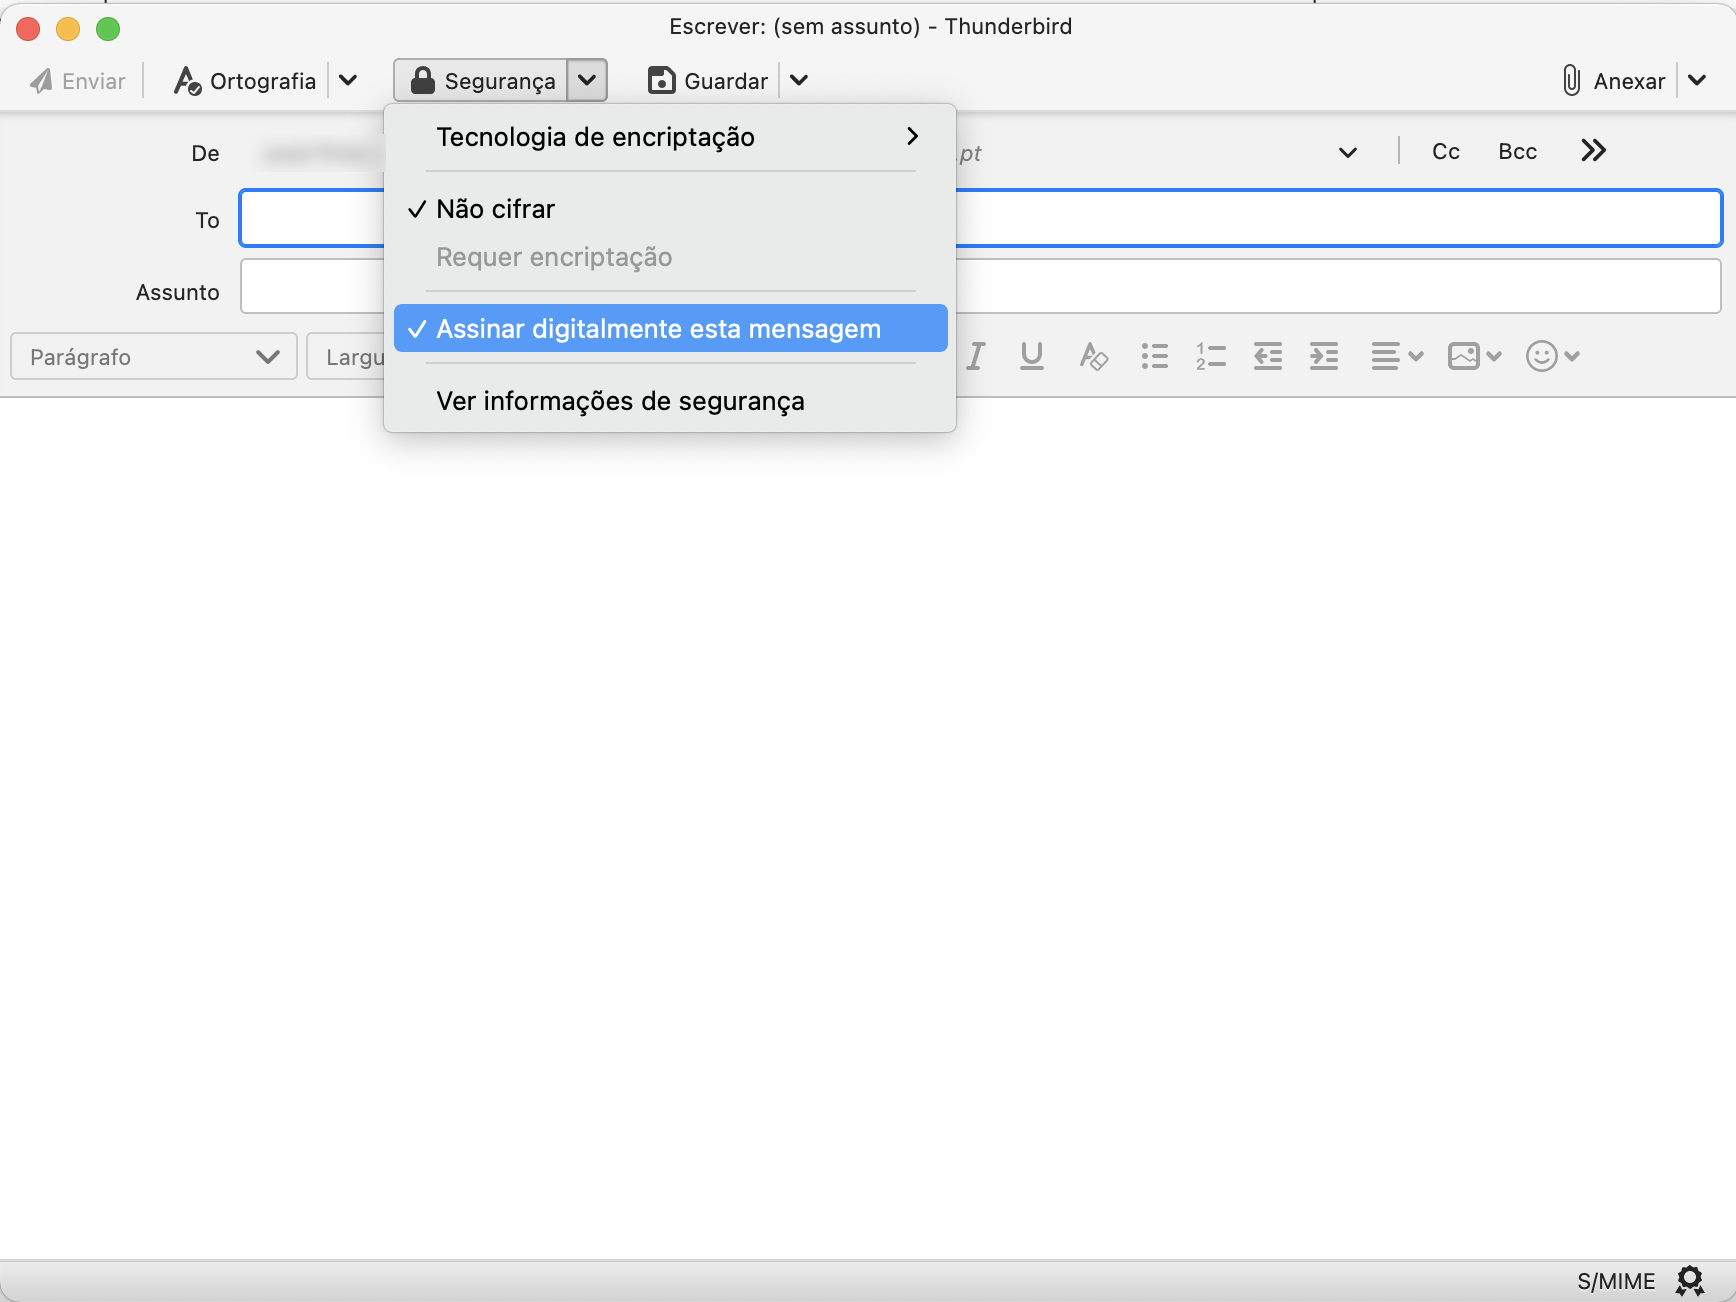 Escrever: (sem assunto) - Thunderbird
Enviar Ortografia Segurança Guardar Anexar
Tecnologia de encriptação
De .pt Cc Bcc
Não cifrar
To
Requer encriptação
Assunto
Assinar digitalmente esta mensagem
Parágrafo Largu
Ver informações de segurança
S/MIME